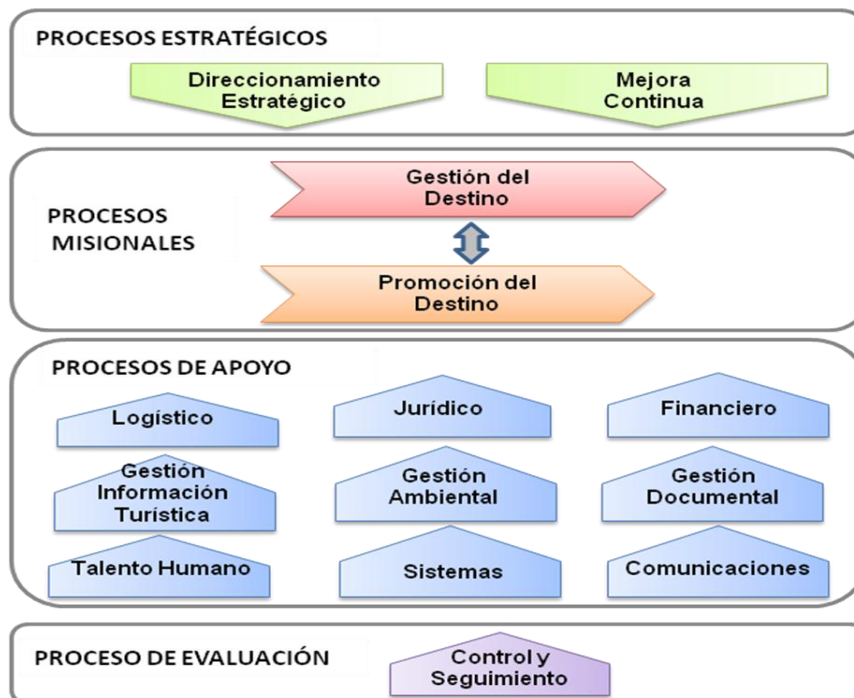 PROCESOS ESTRATÉGICOS
Direccionamiento
Estratégico
Mejora
Continua
PROCESOS
MISIONALES
Gestión del
Destino
Promoción del
Destino
PROCESOS DE APOYO
Logístico
Jurídico
Financiero
Gestión
Información
Turística
Gestión
Ambiental
Gestión
Documental
Talento Humano
Sistemas
Comunicaciones
PROCESO DE EVALUACIÓN
Control y
Seguimiento